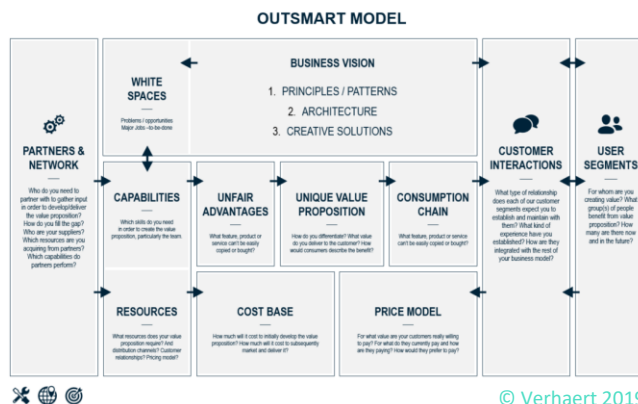 OUTSMART MODEL
PARTNERS &
NETWORK
Who do you need to
partner with to gather input
in order to develop/deliver
the value proposition?
How do you fill the gap?
Who are your suppliers?
Which resources are you
acquiring from partners?
Which capabilities do
partners perform?
WHITE
SPACES
Problems / opportunities
Major Jobs -to-be-done
BUSINESS VISION
1. PRINCIPLES / PATTERNS
2. ARCHITECTURE
3. CREATIVE SOLUTIONS
CAPABILITIES
Which skills do you need
in order to create the value
proposition, particularly the team.
UNFAIR
ADVANTAGES
What feature, product or
service can't be easily
copied or bought?
UNIQUE VALUE
PROPOSITION
How do you differentiate? What value
do you deliver to the customer? How
would consumers describe the benefit?
CONSUMPTION
CHAIN
What feature, product or service
can't be easily copied or bought?
CUSTOMER
INTERACTIONS
What type of relationship
does each of our customer
segments expect you to
establish and maintain with
them? What kind of
experience have you
established? How are they
integrated with the rest of
your business model?
USER
SEGMENTS
For whom are you
creating value? What
group(s) of people
benefit from value
proposition? How
many are there now
and in the future?
RESOURCES
What resources does your value
proposition require? And
distribution channels? Customer
relationships? Pricing model?
COST BASE
How much will it cost to initially develop the value
proposition? How much will it cost to subsequently
market and deliver it?
PRICE MODEL
For what value are your customers really willing
to pay? For what do they currently pay and how
are they paying? How would they prefer to pay?
© Verhaert 2019